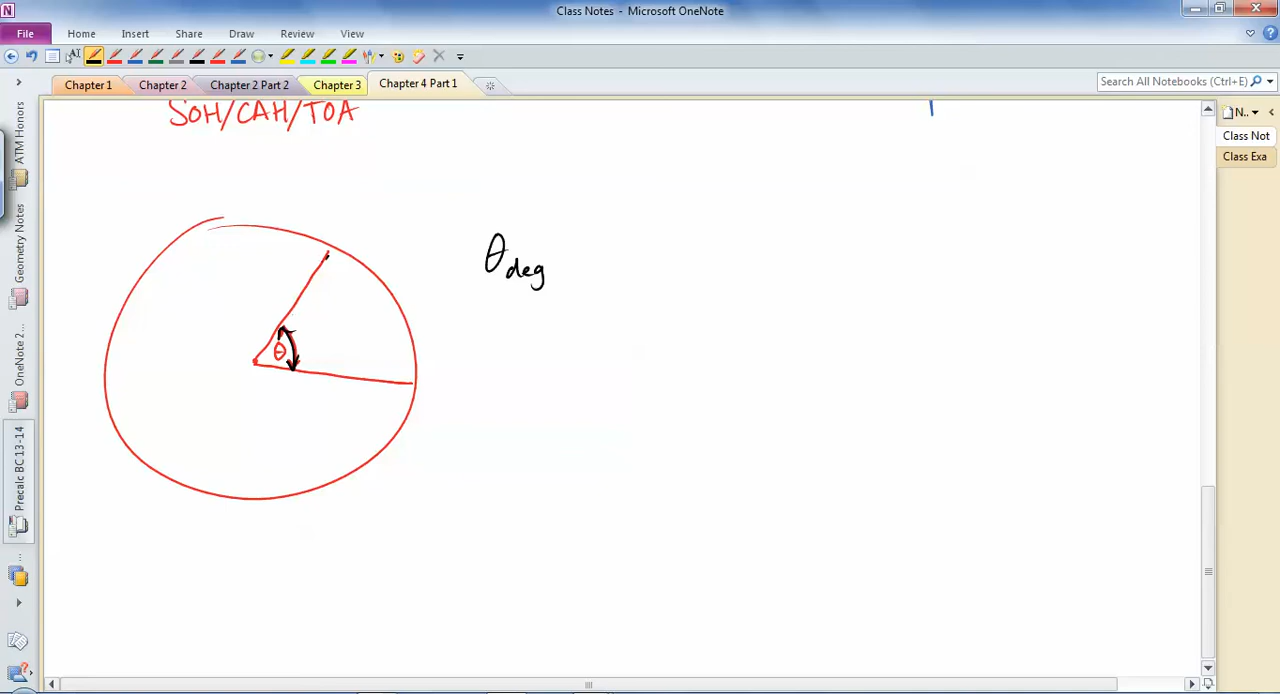 Class Notes - Microsoft OneNote
File Home Insert Share Draw Review View
Chapter 1 Chapter 2 Chapter 2 Part 2 Chapter 3 Chapter 4 Part 1
Search All Notebooks (Ctrl+E)
N..
Class Not
Class Exa
ATM Honors
Geometry Notes
OneNote 2...
Precalc BC 13-14
SOH/CAH/TOA
θdeg
θ